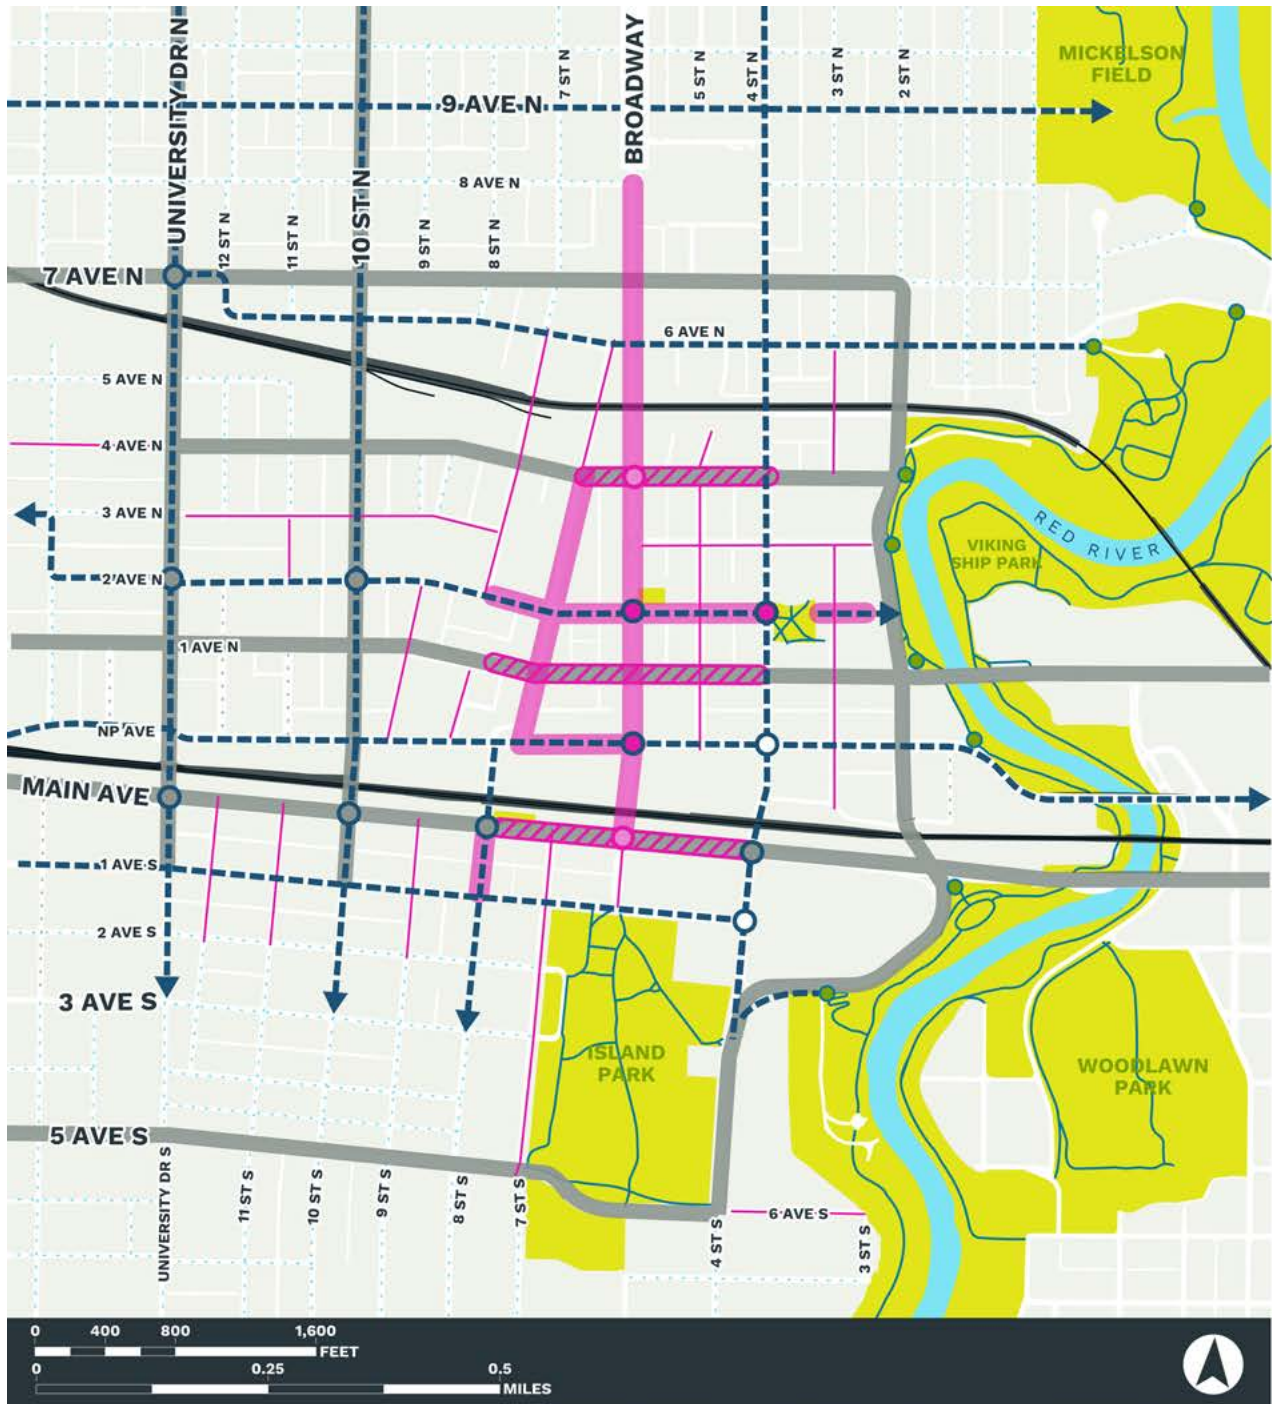 UNIVERSITY DR N
10 ST N
7 ST N
BROADWAY
5 ST N
4 ST N
3 ST N
2 ST N
MICKELSON
FIELD
9 AVE N
8 AVE N
12 ST N
11 ST N
9 ST N
8 ST N
7 AVE N
6 AVE N
5 AVE N
4 AVE N
3 AVE N
RED RIVER
VIKING
SHIP PARK
2 AVE N
1 AVE N
NP AVE
MAIN AVE
1 AVE S
2 AVE S
3 AVE S
ISLAND
PARK
WOODLAWN
PARK
5 AVE S
UNIVERSITY DR S
11 ST S
10 ST S
9 ST S
8 ST S
7 ST S
4 ST S
6 AVE S
3 ST S
0 400 800 1,600
FEET
0 0.25 0.5
MILES